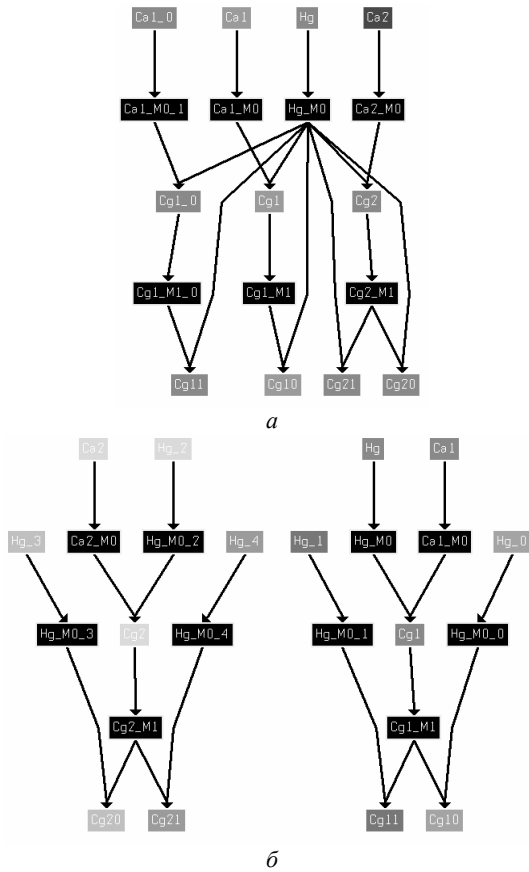 Ca1_0 Ca1 Hg Ca2
Ca1_M0_1 Ca1_M0 Hg_M0 Ca2_M0
Cg1_0 Cg1 Cg2
Cg1_M1_0 Cg1_M1 Cg2_M1
Cg11 Cg10 Cg21 Cg20
а
Ca2 Hg_2 Hg Ca1
Hg_3 Ca2_M0 Hg_M0_2 Hg_4 Hg_1 Hg_M0 Ca1_M0 Hg_0
Hg_M0_3 Cg2 Hg_M0_4 Hg_M0_1 Cg1 Hg_M0_0
Cg2_M1 Cg1_M1
Cg20 Cg21 Cg11 Cg10
б